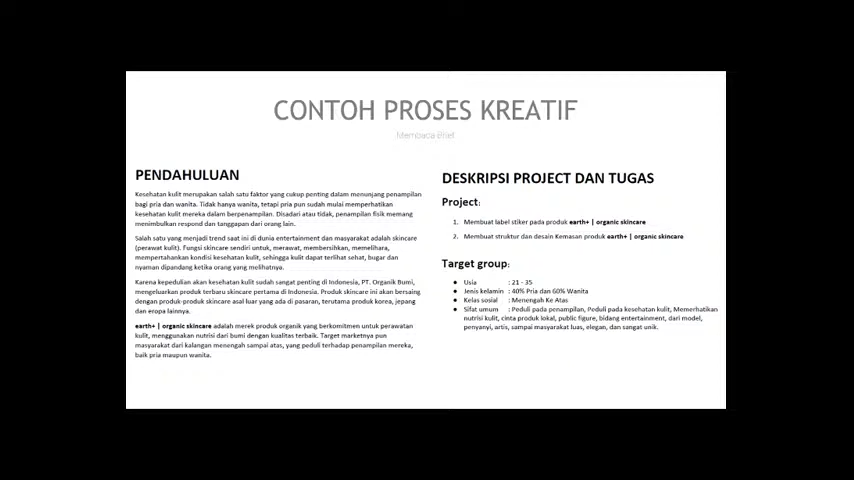 CONTOH PROSES KREATIF
Membaca Brief
PENDAHULUAN
Kesehatan kulit merupakan salah satu faktor yang cukup penting dalam menunjang penampilan
bagi pria dan wanita. Tidak hanya wanita, tetapi pria pun sudah mulai memperhatikan
kesehatan kulit mereka dalam berpenampilan. Disadari atau tidak, penampilan fisik memang
menimbulkan respond dan tanggapan dari orang lain.
Salah satu yang menjadi trend saat ini di dunia entertainment dan masyarakat adalah skincare
(perawat kulit). Fungsi skincare sendiri untuk, merawat, membersihkan, memelihara,
mempertahankan kondisi kesehatan kulit, sehingga kulit dapat terlihat sehat, bugar dan
nyaman dipandang ketika orang yang melihatnya.
Karena kepedulian akan kesehatan kulit sudah sangat penting di Indonesia, PT. Organik Bumi,
mengeluarkan produk terbaru skincare pertama di Indonesia. Produk skincare ini akan bersaing
dengan produk-produk skincare asal luar yang ada di pasaran, terutama produk korea, jepang
dan eropa lainnya.
earth+ | organic skincare adalah merek produk organik yang berkomitmen untuk perawatan
kulit, menggunakan nutrisi dari bumi dengan kualitas terbaik. Target marketnya pun
masyarakat dari kalangan menengah sampai atas, yang peduli terhadap penampilan mereka,
baik pria maupun wanita.
DESKRIPSI PROJECT DAN TUGAS
Project:
1. Membuat label stiker pada produk earth+ | organic skincare
2. Membuat struktur dan desain Kemasan produk earth+ | organic skincare
Target group:
● Usia : 21 - 35
● Jenis kelamin : 40% Pria dan 60% Wanita
● Kelas sosial : Menengah Ke Atas
● Sifat umum : Peduli pada penampilan, Peduli pada kesehatan kulit, Memerhatikan
nutrisi kulit, cinta produk lokal, public figure, bidang entertainment, dari model,
penyanyi, artis, sampai masyarakat luas, elegan, dan sangat unik.